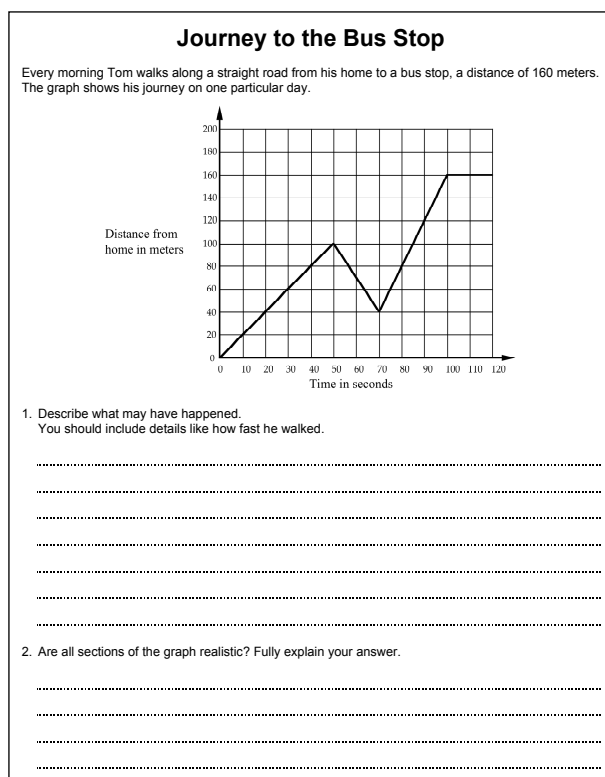 Journey to the Bus Stop
Every morning Tom walks along a straight road from his home to a bus stop, a distance of 160 meters.
The graph shows his journey on one particular day.
200
180
160
140
120
100
80
60
40
20
0
Distance from
home in meters
0 10 20 30 40 50 60 70 80 90 100 110 120
Time in seconds
1. Describe what may have happened.
You should include details like how fast he walked.
2. Are all sections of the graph realistic? Fully explain your answer.